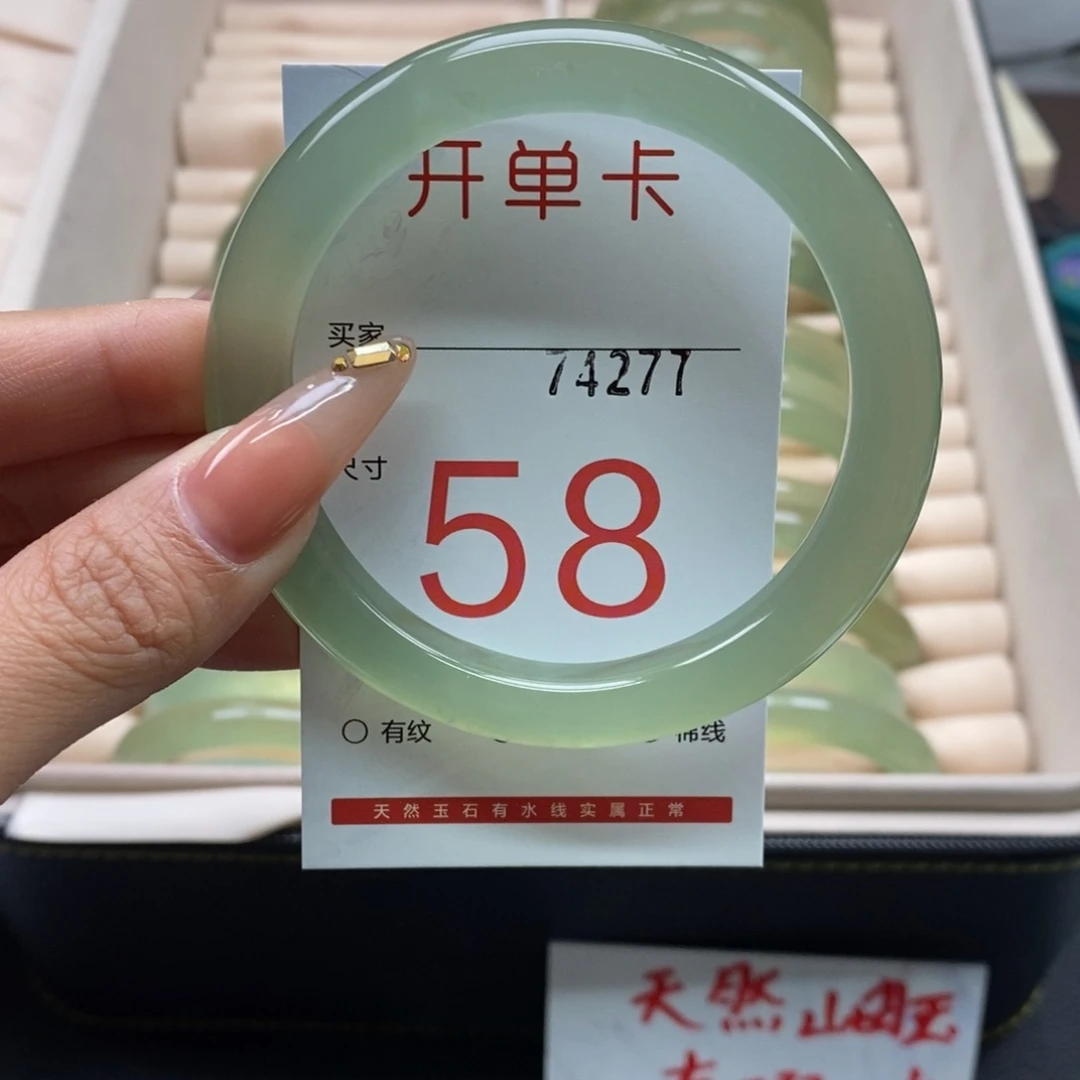 开单卡
买家
74277
尺寸
58
有纹
天然玉石有水线实属正常
天然